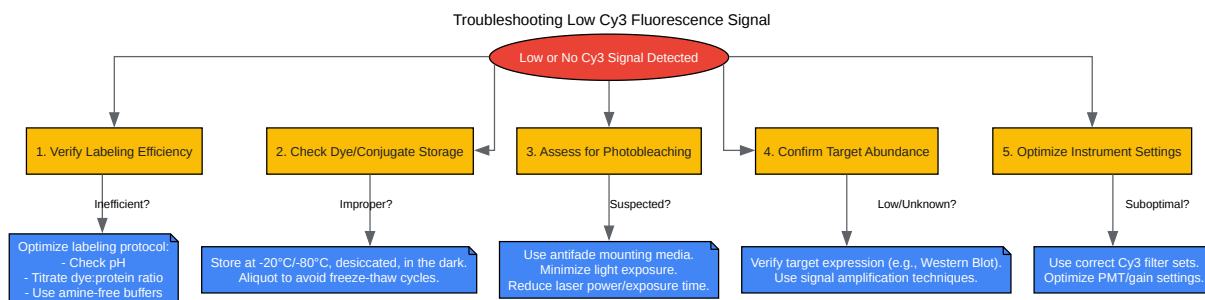 Troubleshooting Low Cy3 Fluorescence Signal
Low or No Cy3 Signal Detected
1. Verify Labeling Efficiency
2. Check Dye/Conjugate Storage
3. Assess for Photobleaching
4. Confirm Target Abundance
5. Optimize Instrument Settings
Inefficient?
Improper?
Suspected?
Low/Unknown?
Suboptimal?
Optimize labeling protocol:
- Check pH
- Titrate dye:protein ratio
- Use amine-free buffers
Store at -20°C/-80°C, desiccated, in the dark.
Aliquot to avoid freeze-thaw cycles.
Use antifade mounting media.
Minimize light exposure.
Reduce laser power/exposure time.
Verify target expression (e.g., Western Blot).
Use signal amplification techniques.
Use correct Cy3 filter sets.
Optimize PMT/gain settings.